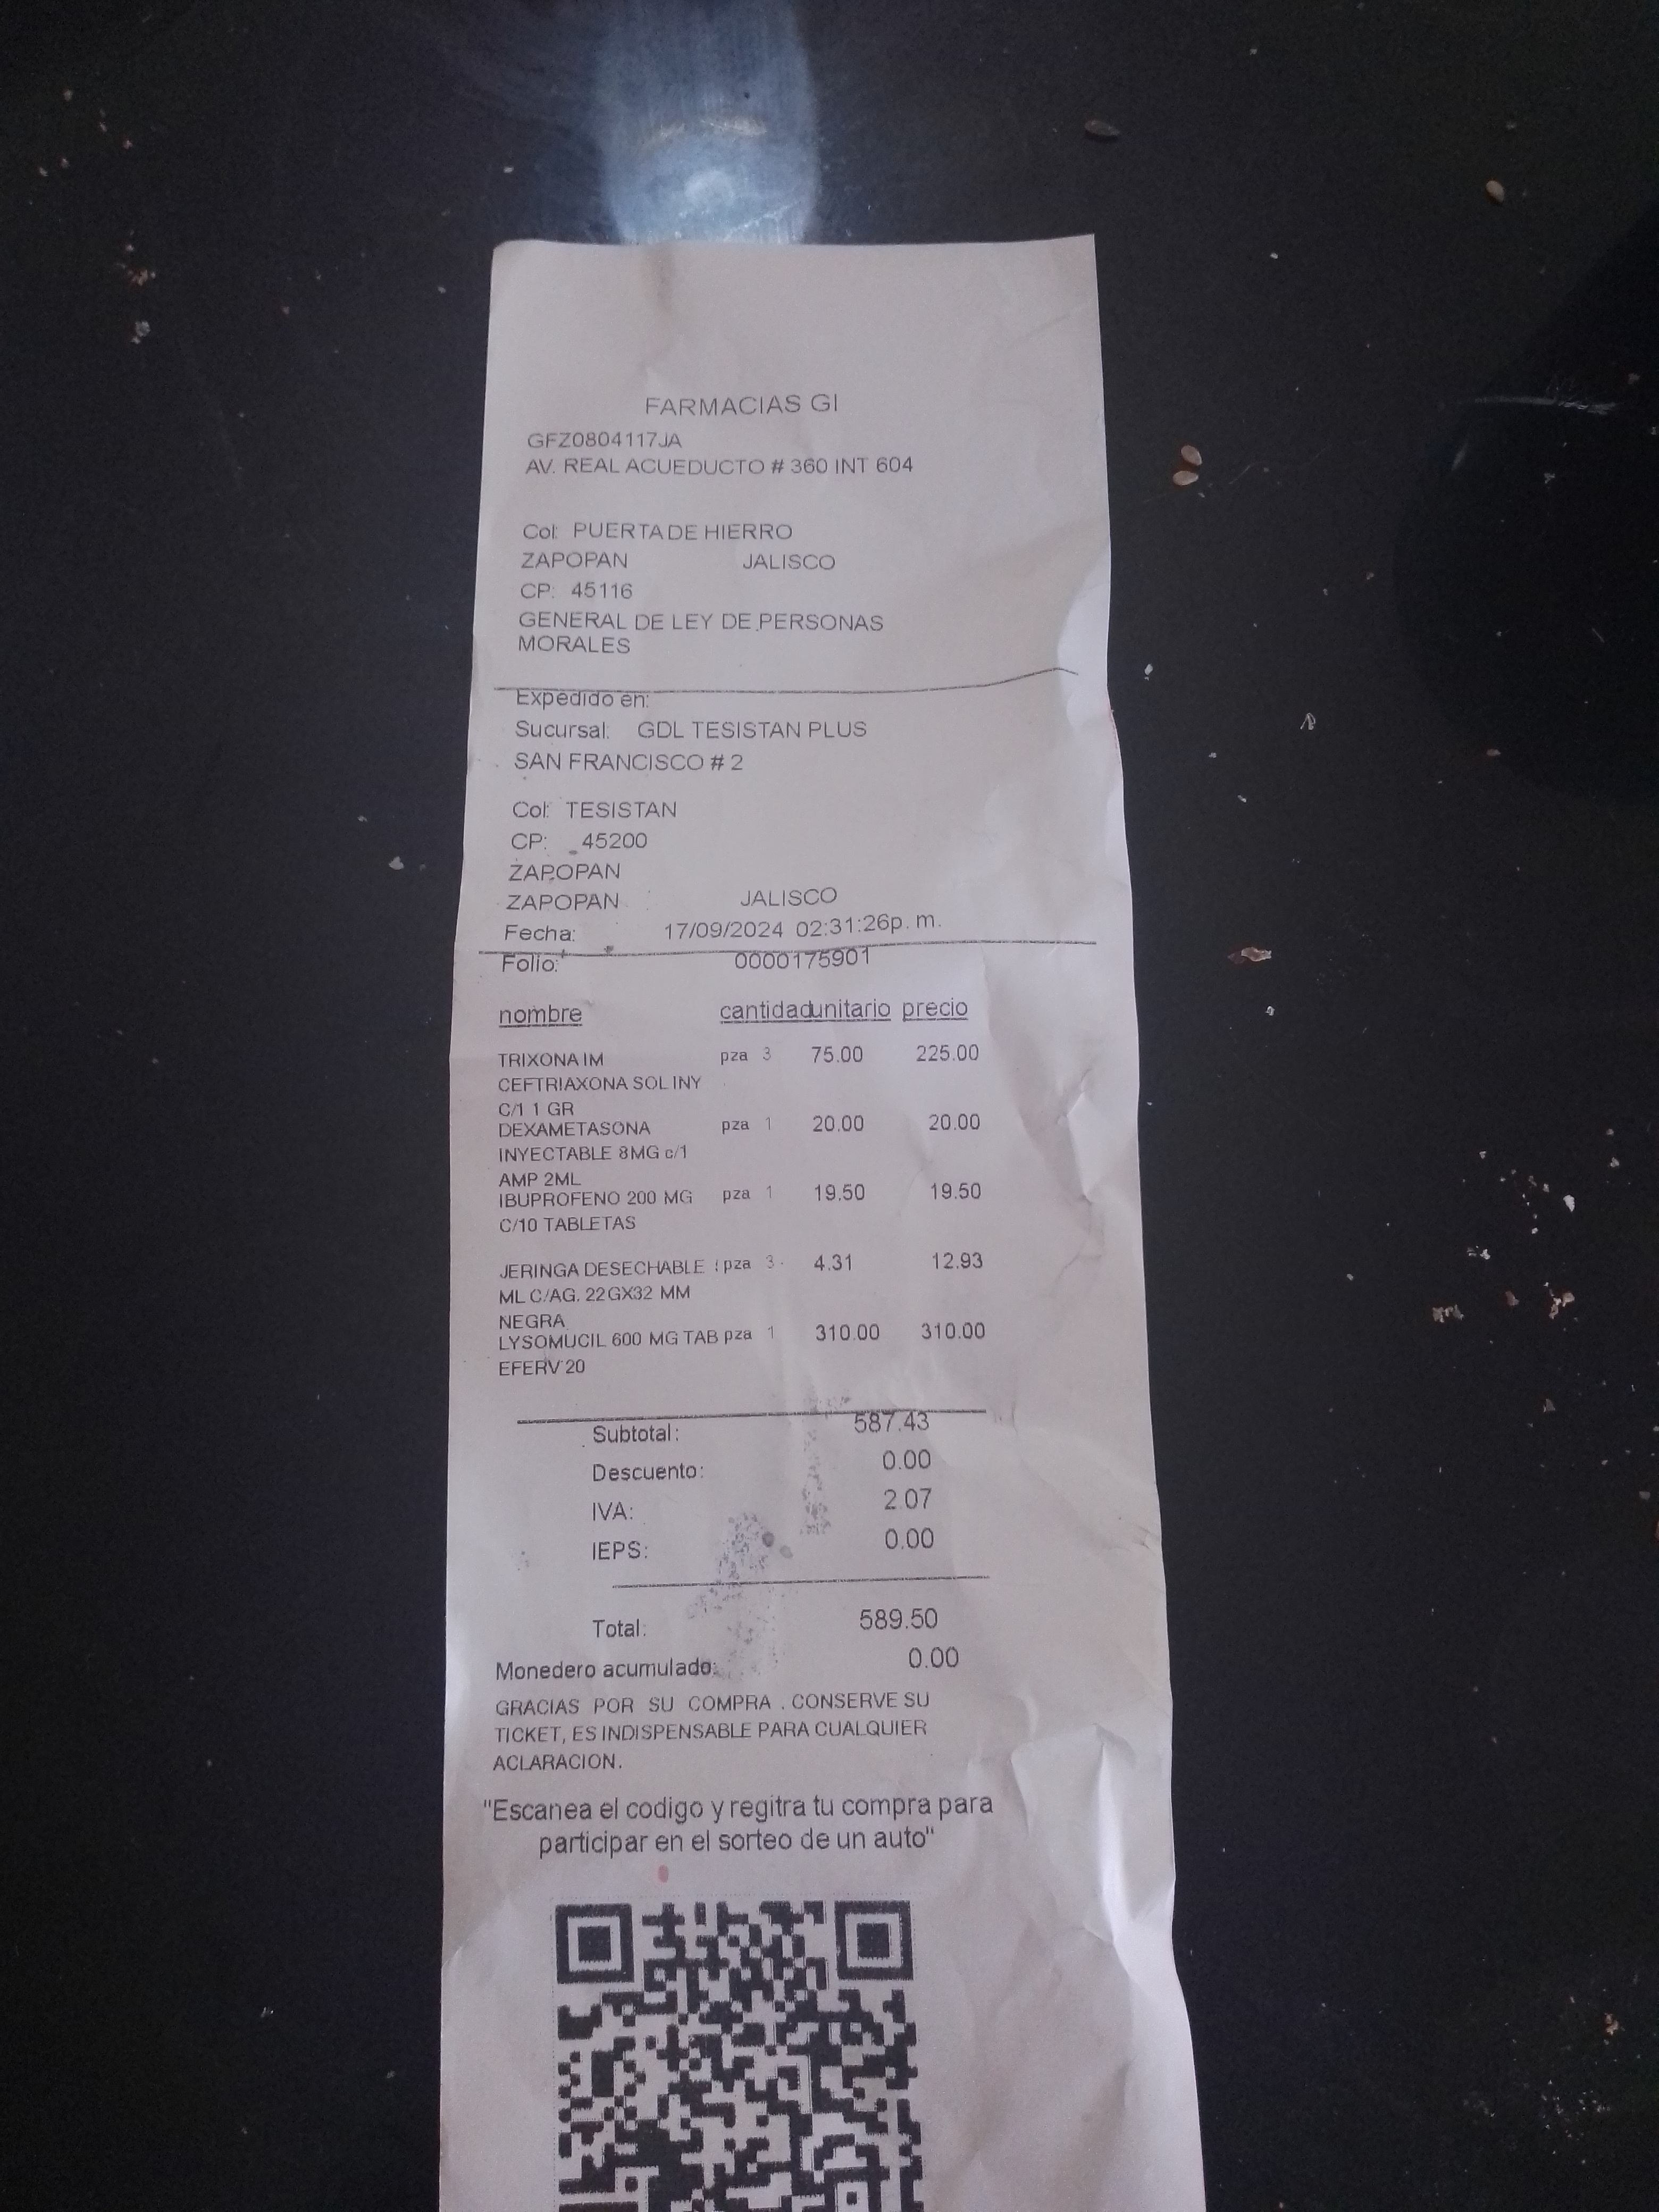 FARMACIAS GI
GFZ0804117JA
AV. REAL ACUEDUCTO # 360 INT 604
Col: PUERTA DE HIERRO
ZAPOPAN JALISCO
CP: 45116
GENERAL DE LEY DE PERSONAS
MORALES
Expedido en:
Sucursal: GDL TESISTAN PLUS
SAN FRANCISCO # 2
Col: TESISTAN
CP: 45200
ZAPOPAN
ZAPOPAN JALISCO
Fecha: 17/09/2024 02:31:26p. m.
Folio: 0000175901
nombre cantidad unitario precio
TRIXONA IM pza 3 75.00 225.00
CEFTRIAXONA SOL INY
C/1 1 GR
DEXAMETASONA pza 1 20.00 20.00
INYECTABLE 8MG c/1
AMP 2ML
IBUPROFENO 200 MG pza 1 19.50 19.50
C/10 TABLETAS
JERINGA DESECHABLE pza 3 4.31 12.93
ML C/AG. 22GX32 MM
NEGRA
LYSOMUCIL 600 MG TAB pza 1 310.00 310.00
EFERV 20
Subtotal: 587.43
Descuento: 0.00
IVA: 2.07
IEPS: 0.00
Total: 589.50
Monedero acumulado: 0.00
GRACIAS POR SU COMPRA . CONSERVE SU
TICKET, ES INDISPENSABLE PARA CUALQUIER
ACLARACION.
"Escanea el codigo y regitra tu compra para
participar en el sorteo de un auto"